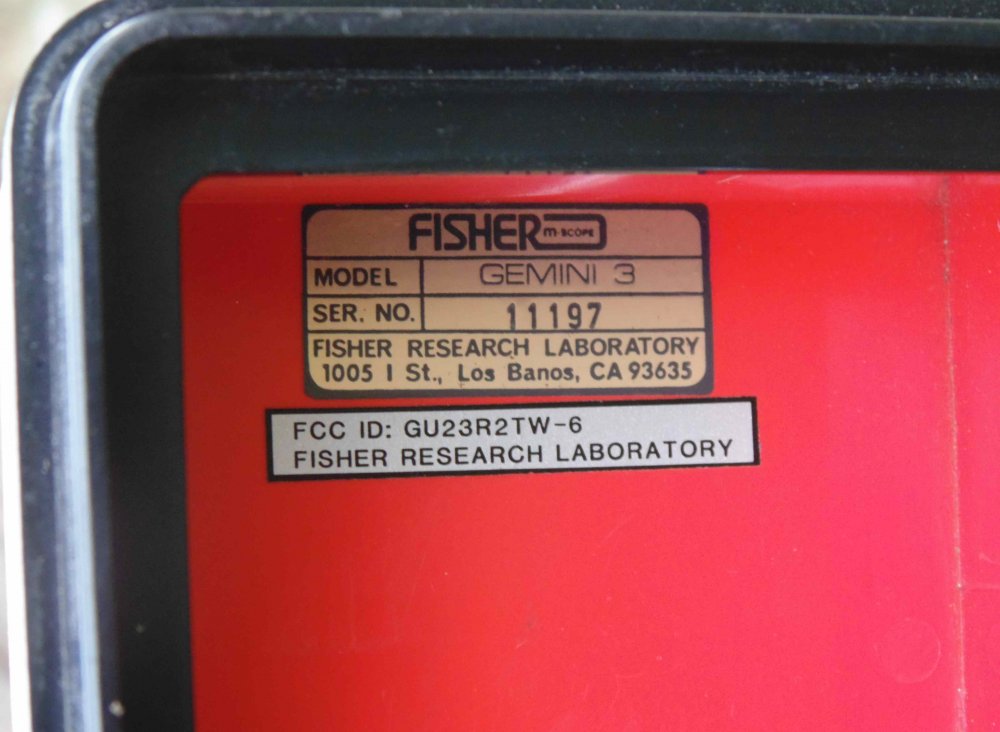 FISHER m-scope
MODEL GEMINI 3
SER. NO. 11197
FISHER RESEARCH LABORATORY
1005 I St., Los Banos, CA 93635
FCC ID: GU23R2TW-6
FISHER RESEARCH LABORATORY